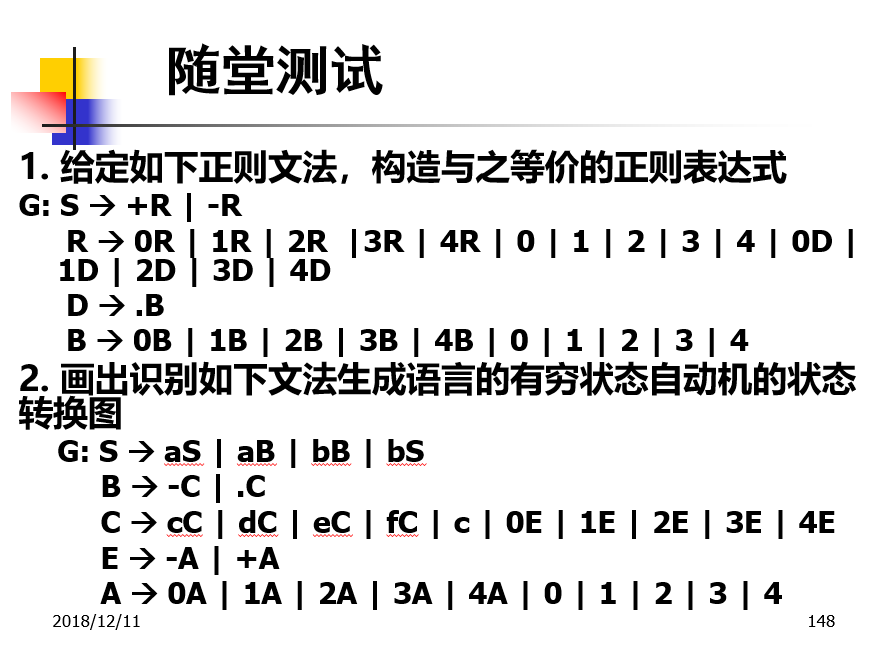 随堂测试
1. 给定如下正则文法，构造与之等价的正则表达式
G: S → +R | -R
R → 0R | 1R | 2R |3R | 4R | 0 | 1 | 2 | 3 | 4 | 0D |
1D | 2D | 3D | 4D
D → .B
B → 0B | 1B | 2B | 3B | 4B | 0 | 1 | 2 | 3 | 4
2. 画出识别如下文法生成语言的有穷状态自动机的状态
转换图
G: S → aS | aB | bB | bS
B → -C | .C
C → cC | dC | eC | fC | c | 0E | 1E | 2E | 3E | 4E
E → -A | +A
A → 0A | 1A | 2A | 3A | 4A | 0 | 1 | 2 | 3 | 4
2018/12/11
148